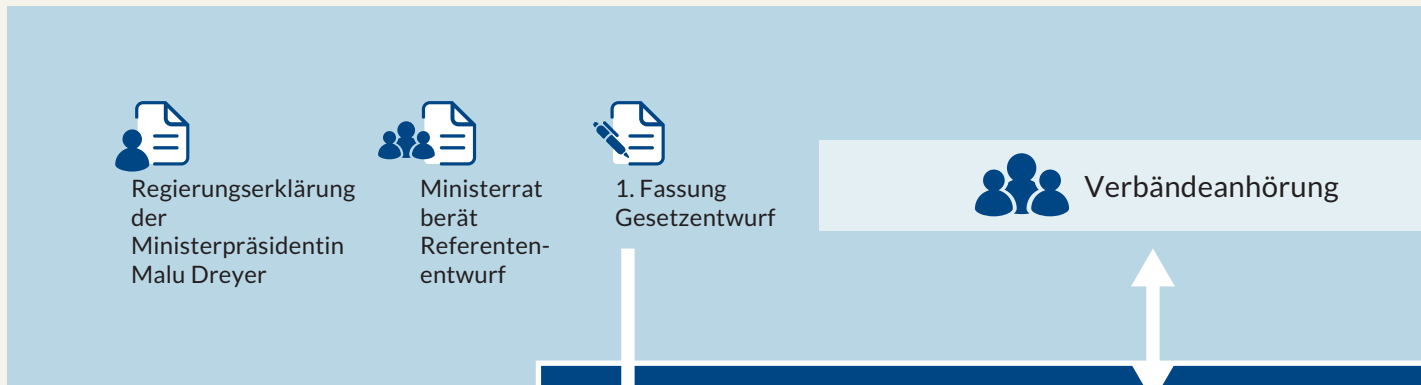 Regierungserklärung
der
Ministerpräsidentin
Malu Dreyer
Ministerrat
berät
Referenten-
entwurf
1. Fassung
Gesetzentwurf
Verbändeanhörung